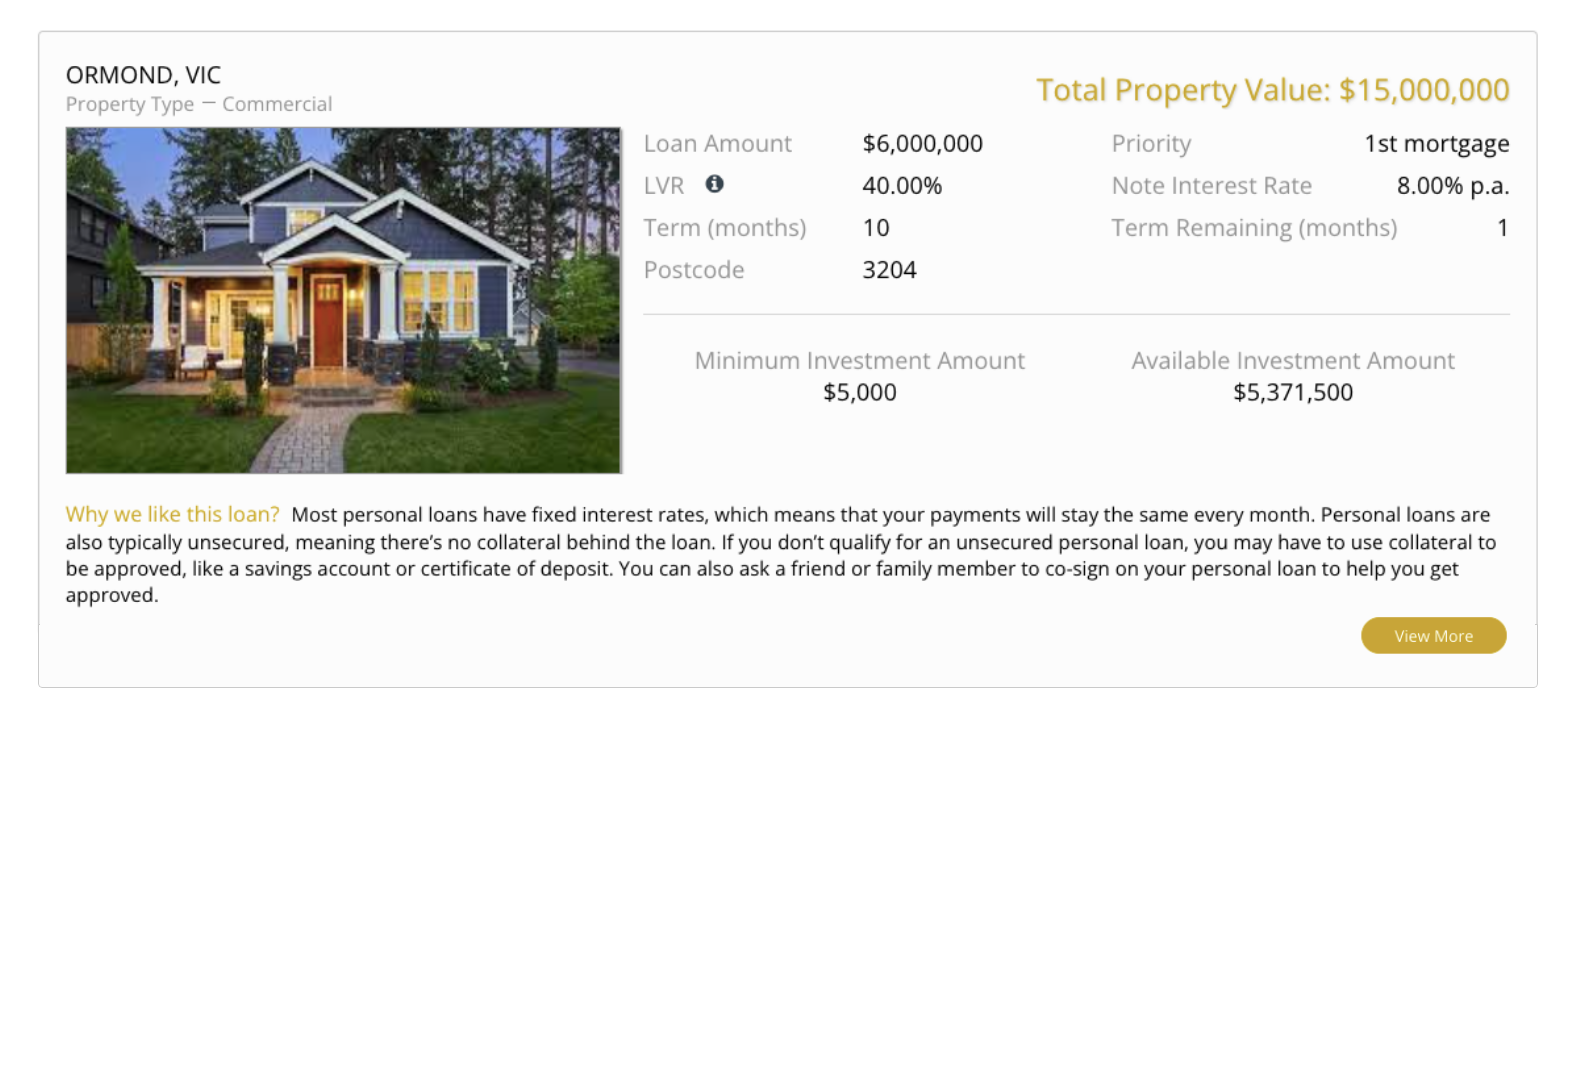 ORMOND, VIC
Property Type — Commercial
Total Property Value: $15,000,000
Loan Amount $6,000,000 Priority 1st mortgage
LVR 40.00% Note Interest Rate 8.00% p.a.
Term (months) 10 Term Remaining (months) 1
Postcode 3204
Minimum Investment Amount Available Investment Amount
$5,000 $5,371,500
Why we like this loan? Most personal loans have fixed interest rates, which means that your payments will stay the same every month. Personal loans are
also typically unsecured, meaning there's no collateral behind the loan. If you don't qualify for an unsecured personal loan, you may have to use collateral to
be approved, like a savings account or certificate of deposit. You can also ask a friend or family member to co-sign on your personal loan to help you get
approved.
View More